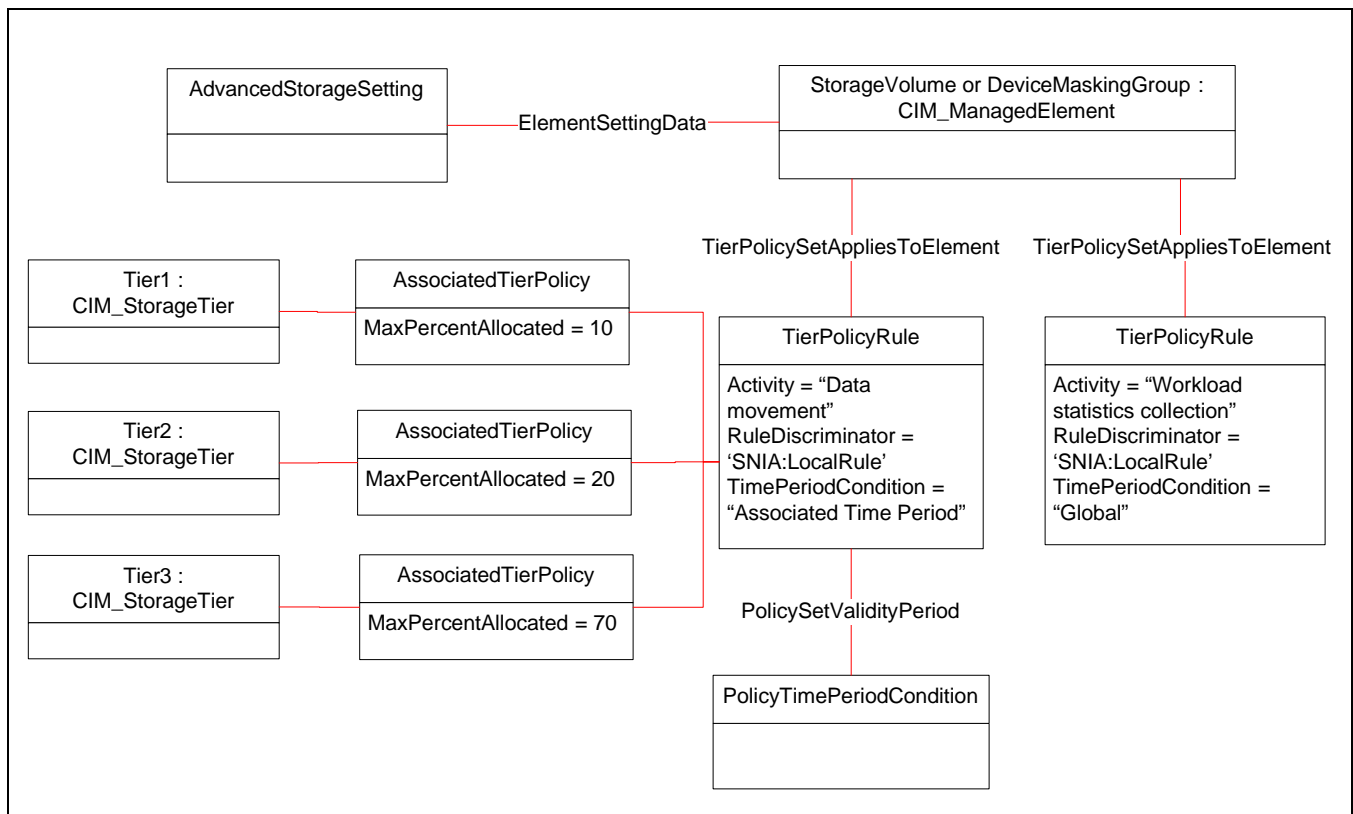 AdvancedStorageSetting
ElementSettingData
StorageVolume or DeviceMaskingGroup :
CIM_ManagedElement
TierPolicySetAppliesToElement
TierPolicySetAppliesToElement
Tier1 :
CIM_StorageTier
AssociatedTierPolicy
MaxPercentAllocated = 10
Tier2 :
CIM_StorageTier
AssociatedTierPolicy
MaxPercentAllocated = 20
Tier3 :
CIM_StorageTier
AssociatedTierPolicy
MaxPercentAllocated = 70
TierPolicyRule
Activity = “Data
movement”
RuleDiscriminator =
‘SNIA:LocalRule’
TimePeriodCondition =
“Associated Time Period”
TierPolicyRule
Activity = “Workload
statistics collection”
RuleDiscriminator =
‘SNIA:LocalRule’
TimePeriodCondition =
“Global”
PolicySetValidityPeriod
PolicyTimePeriodCondition